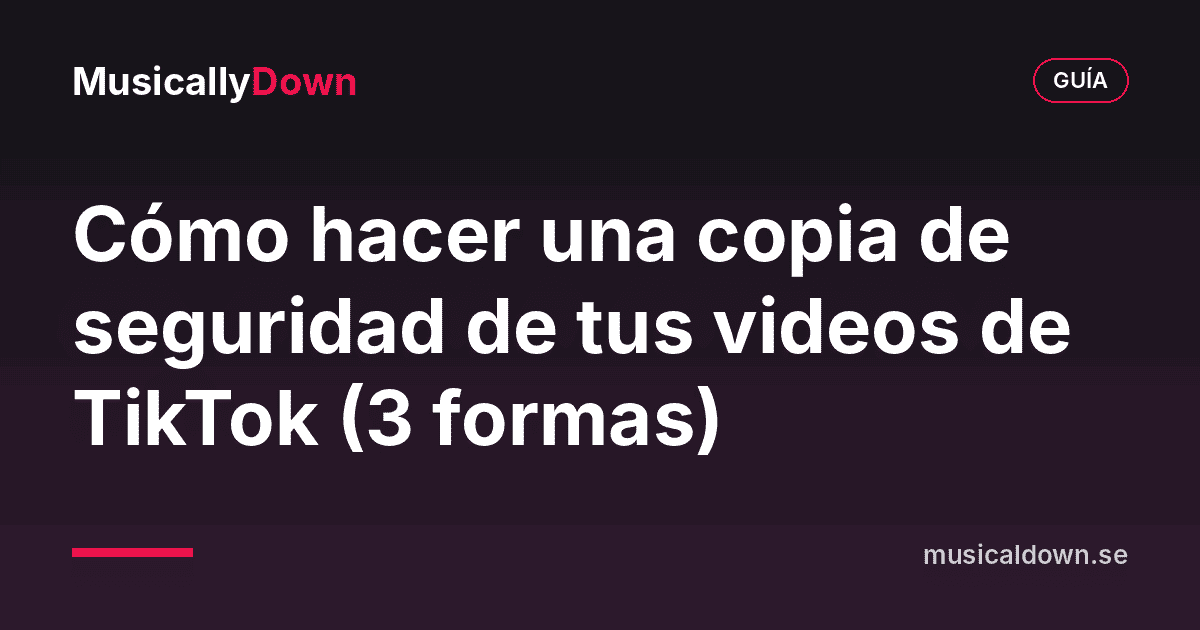 MusicallyDown
GUÍA
Cómo hacer una copia de
seguridad de tus videos de
TikTok (3 formas)
musicaldown.se